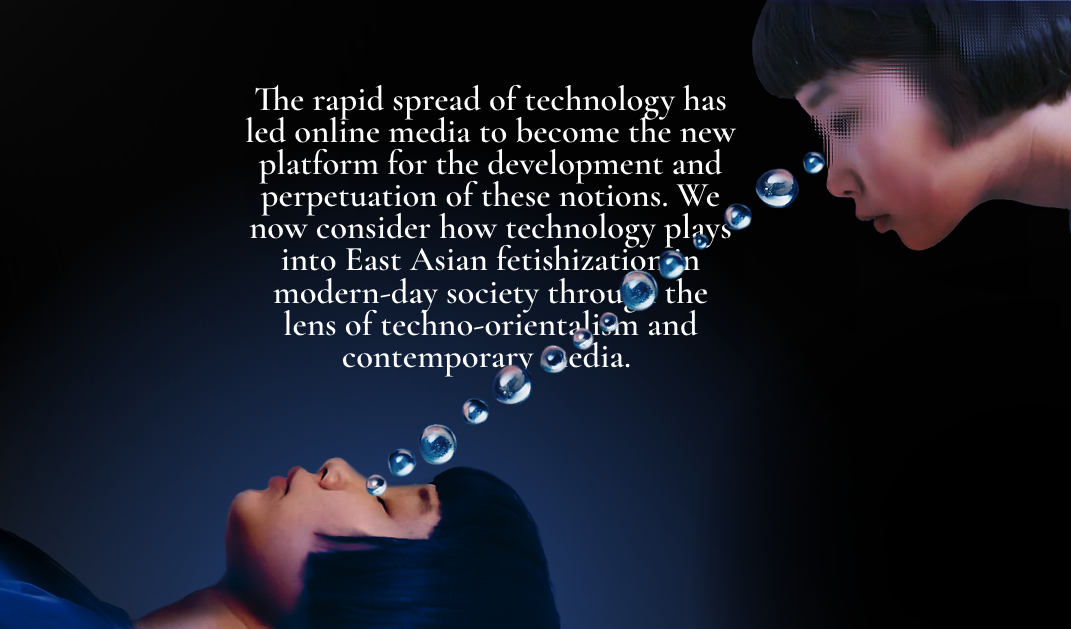 The rapid spread of technology has
led online media to become the new
platform for the development and
perpetuation of these notions. We
now consider how technology plays
into East Asian fetishization in
modern-day society through the
lens of techno-orientalism and
contemporary media.